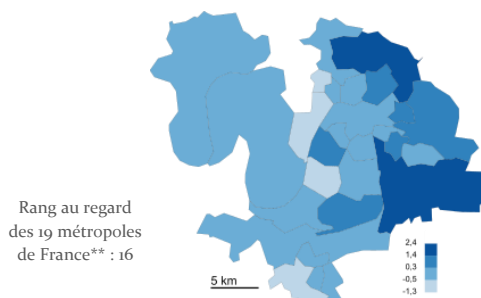 Rang au regard
des 19 métropoles
de France** : 16
5 km
2,4
1,4
0,3
-0,5
-1,3